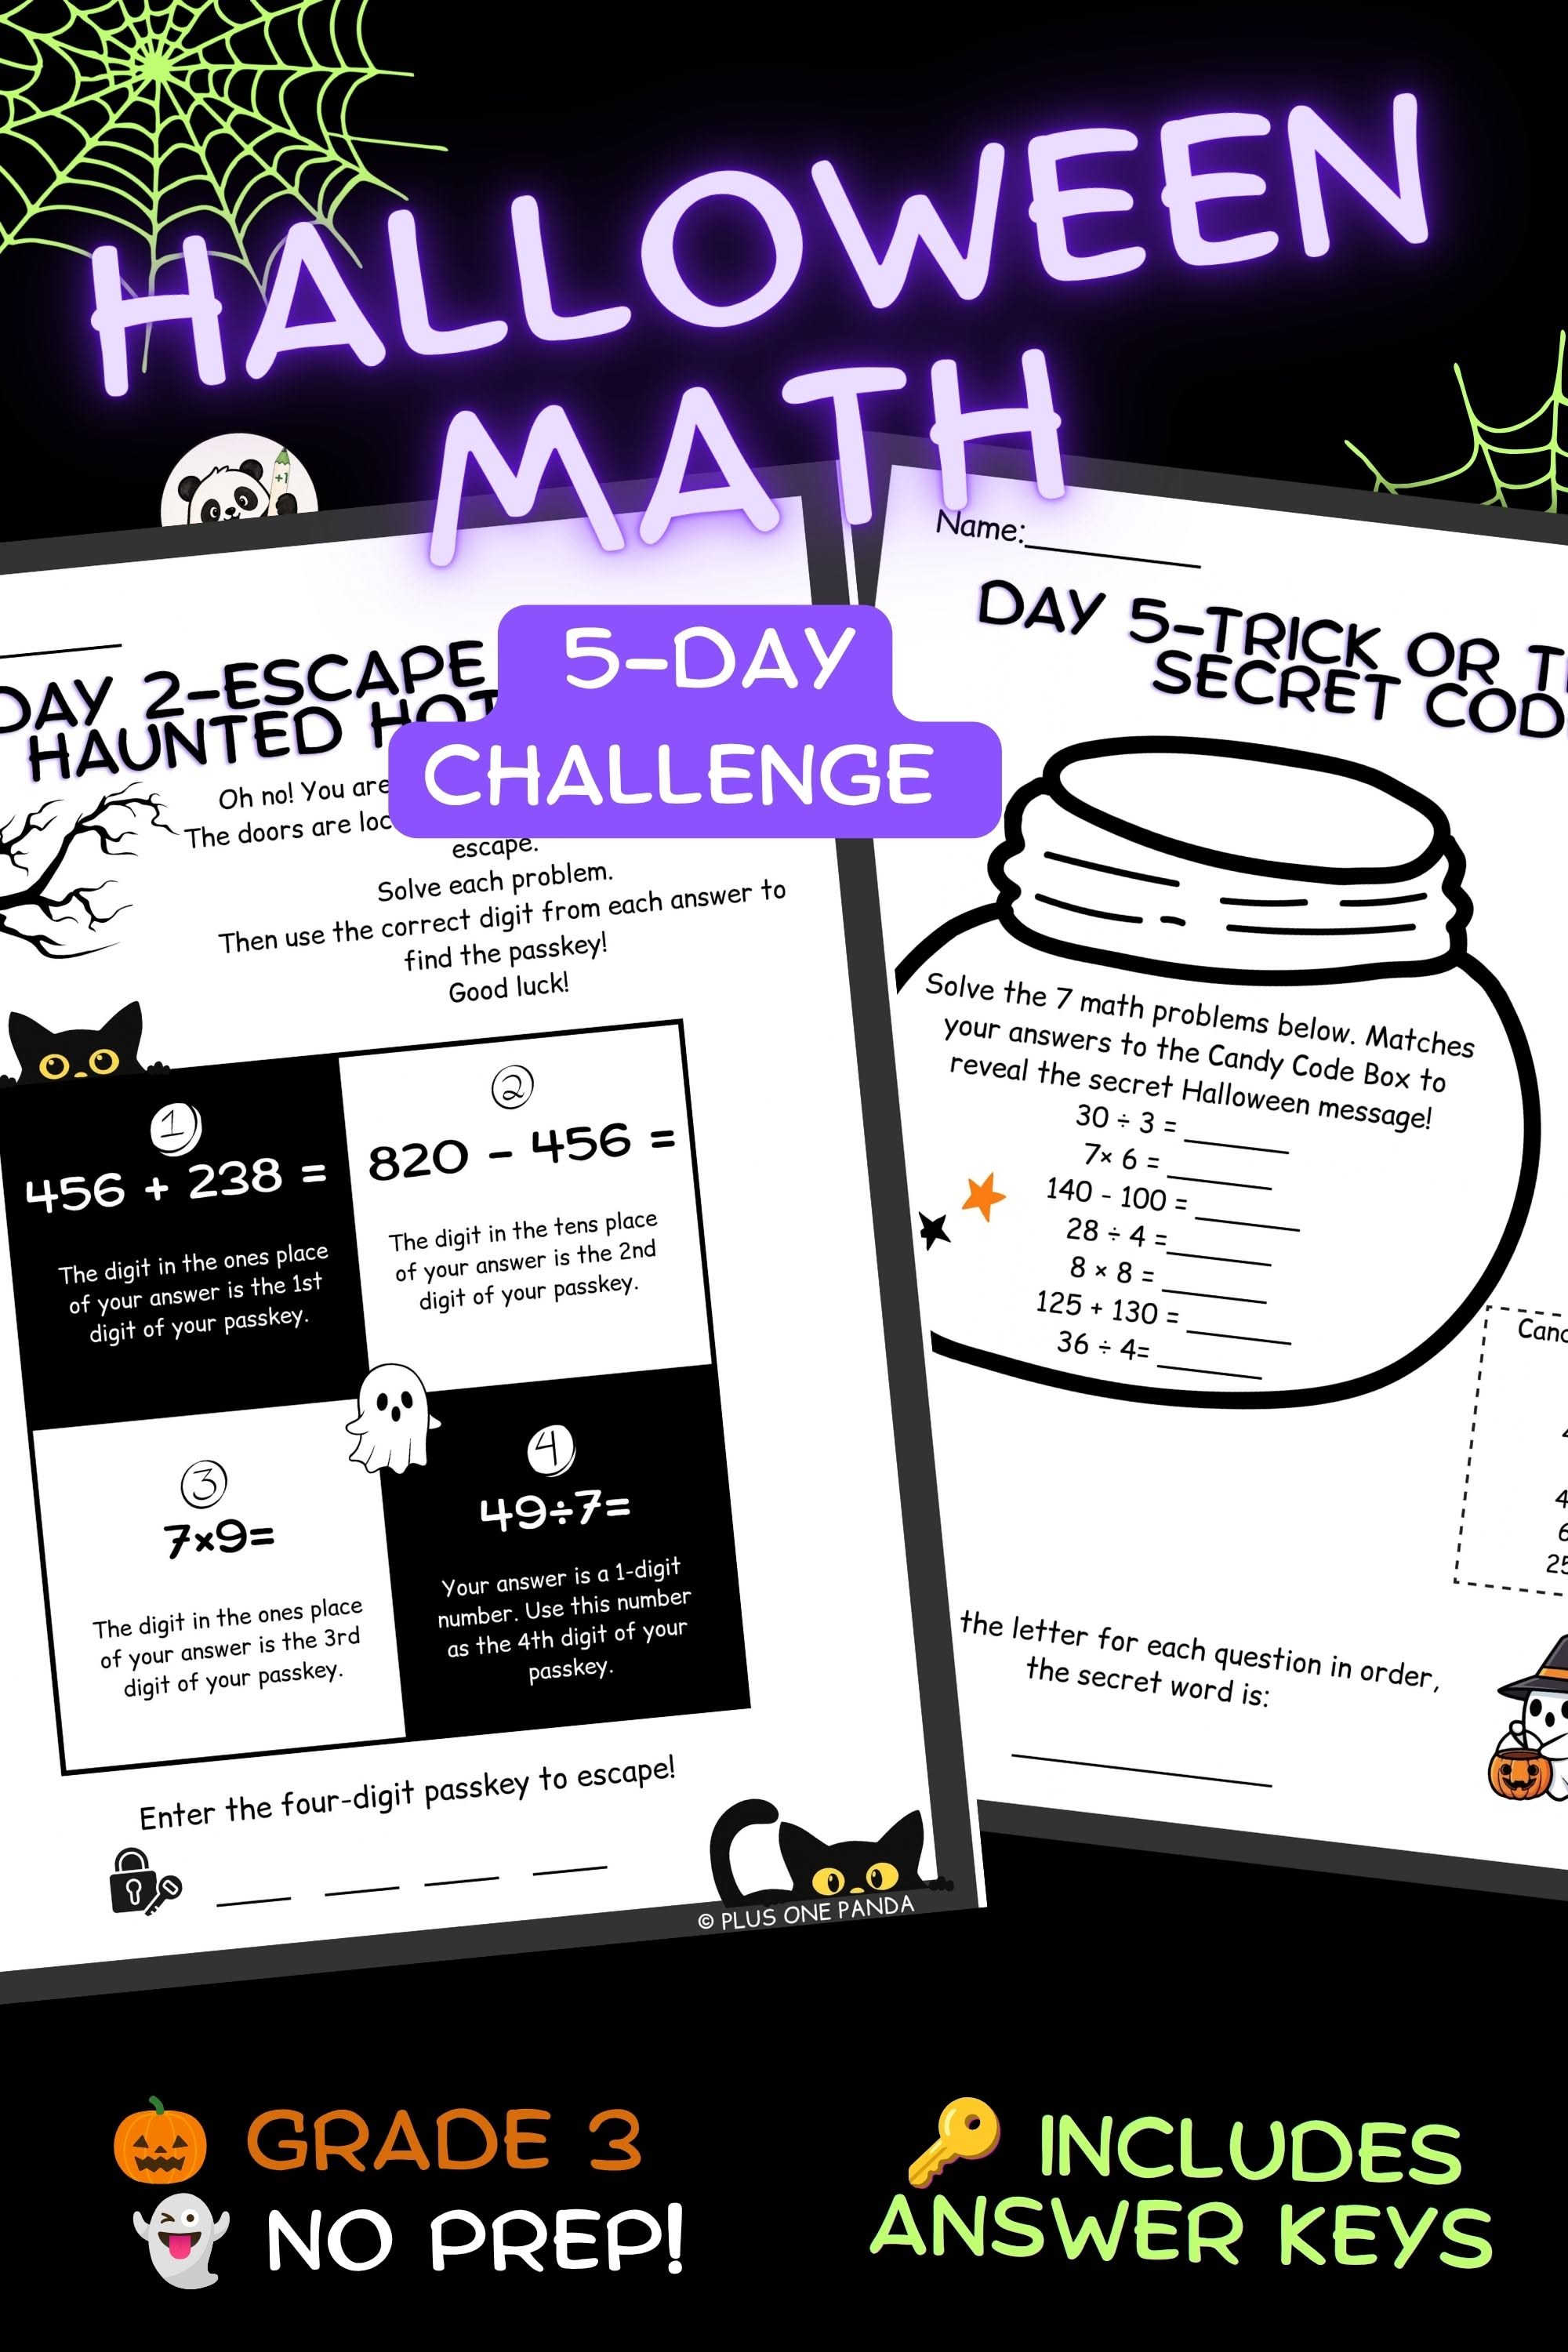 HALLOWEEN
MATH
+1
5-DAY
CHALLENGE
DAY 2-ESCAPE
HAUNTED
Oh no! You are
The doors are
escape.
Solve each problem.
Then use the correct digit from each answer to
find the passkey!
Good luck!
1
456 + 238 =
The digit in the ones place
of your answer is the 1st
digit of your passkey.
2
820 - 456 =
The digit in the tens place
of your answer is the 2nd
digit of your passkey.
3
7×9=
The digit in the ones place
of your answer is the 3rd
digit of your passkey.
4
49÷7=
Your answer is a 1-digit
number. Use this number
as the 4th digit of your
passkey.
Enter the four-digit passkey to escape!
© PLUS ONE PANDA
Name:
DAY 5-TRICK OR
SECRET
Solve the 7 math problems below. Matches
your answers to the Candy Code Box to
reveal the secret Halloween message!
30 ÷ 3 =
7× 6 =
140 - 100 =
28 ÷ 4 =
8 × 8 =
125 + 130 =
36 ÷ 4=
the letter for each question in order,
the secret word is:
GRADE 3
NO PREP!
INCLUDES
ANSWER KEYS